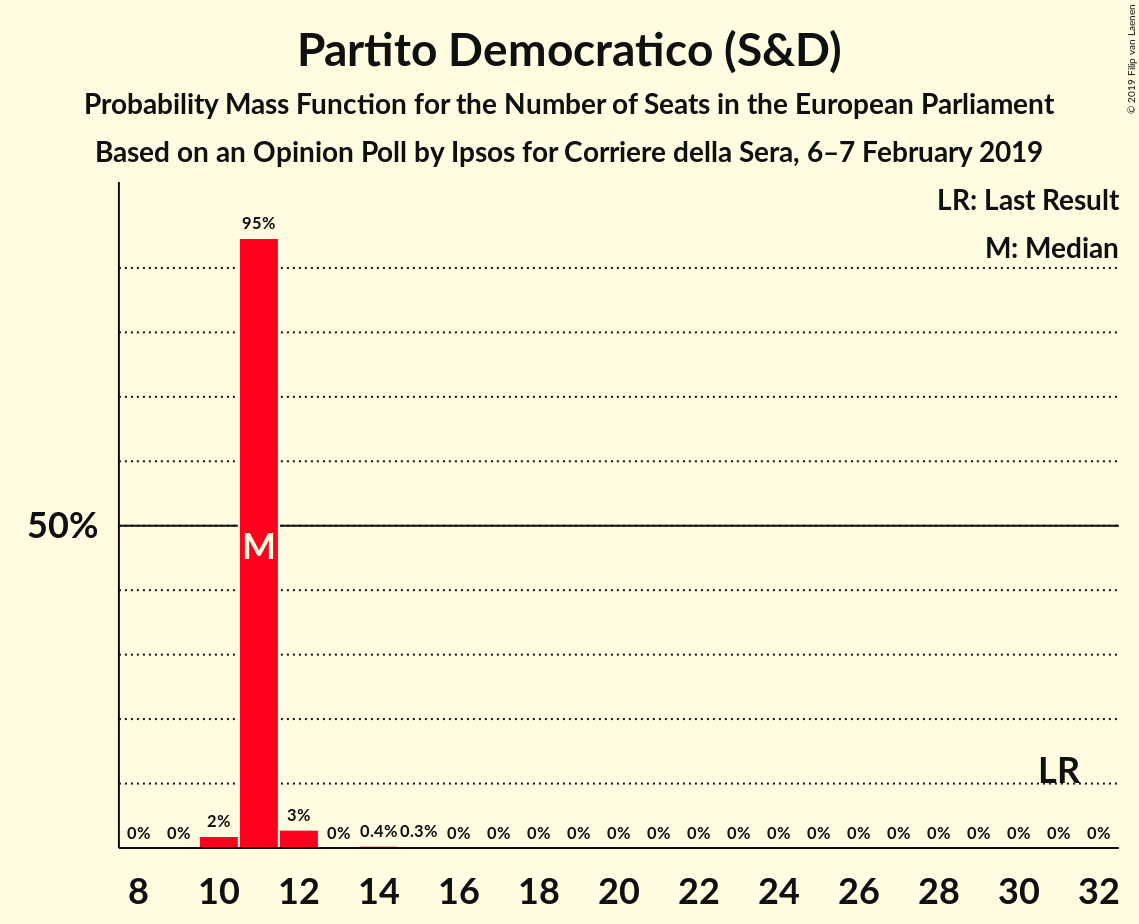 Partito Democratico (S&D)
Probability Mass Function for the Number of Seats in the European Parliament
Based on an Opinion Poll by Ipsos for Corriere della Sera, 6–7 February 2019
© 2019 Filip van Laenen
LR: Last Result
M: Median
95%
50%
M
LR
0% 0% 2% 3% 0% 0.4% 0.3% 0% 0% 0% 0% 0% 0% 0% 0% 0% 0% 0% 0% 0% 0% 0% 0% 0%
8 10 12 14 16 18 20 22 24 26 28 30 32